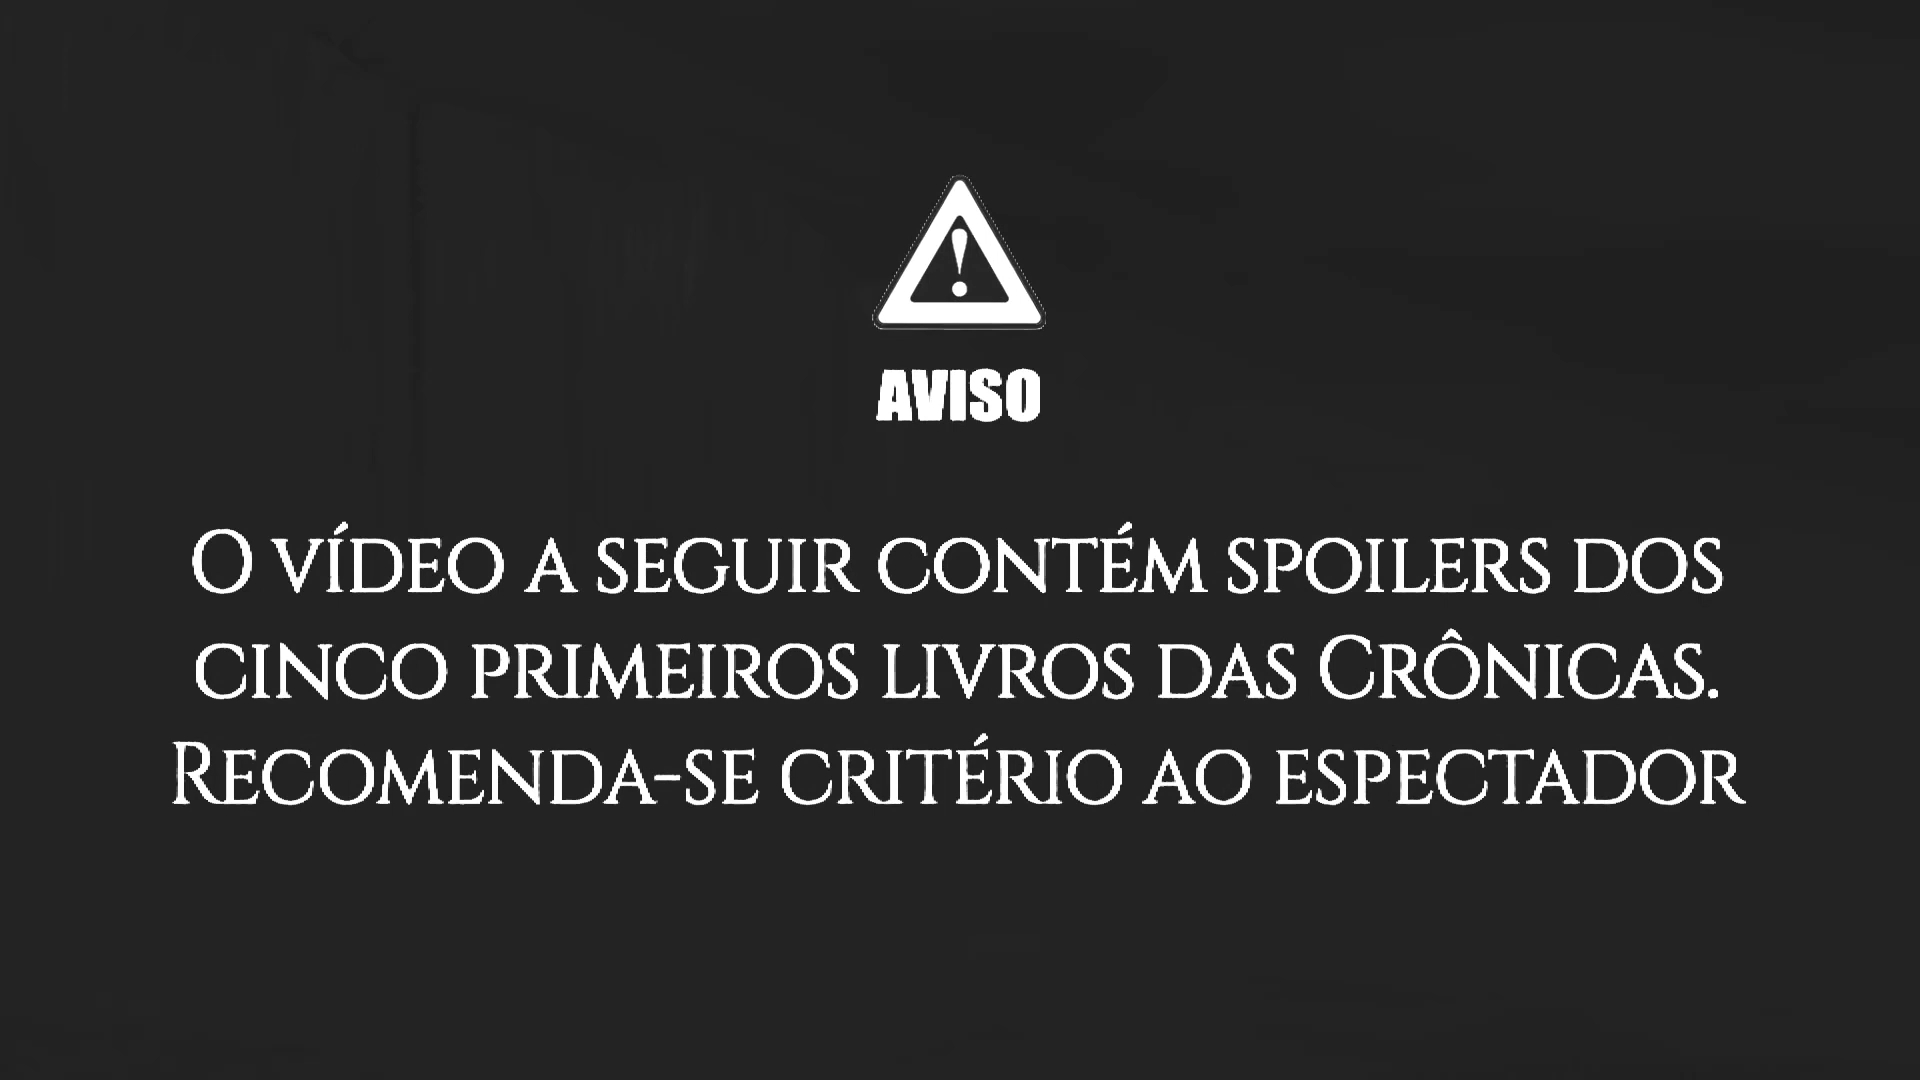 AVISO
O VÍDEO A SEGUIR CONTÉM SPOILERS DOS
CINCO PRIMEIROS LIVROS DAS CRÔNICAS.
RECOMENDA-SE CRITÉRIO AO ESPECTADOR